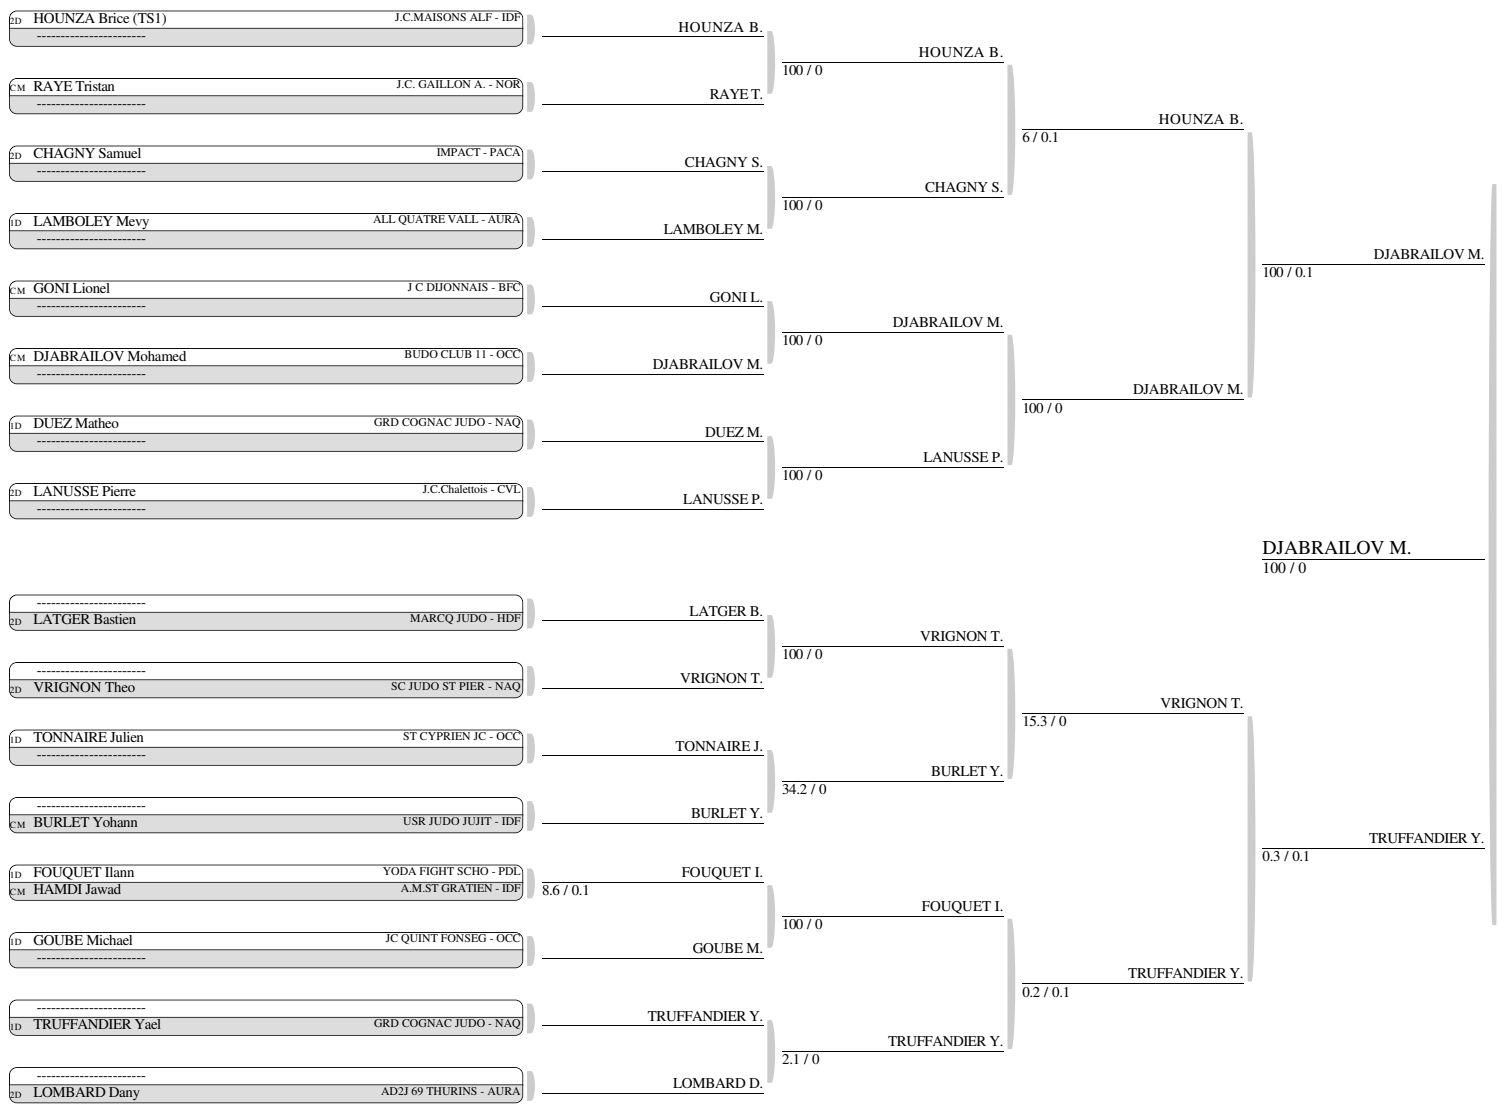 2D HOUNZA Brice (TS1) J.C.MAISONS ALF - IDF
-----------------------
CM RAYE Tristan J.C. GAILLON A. - NOR
-----------------------
2D CHAGNY Samuel IMPACT - PACA
-----------------------
1D LAMBOLEY Mevy ALL QUATRE VALL - AURA
-----------------------
CM GONI Lionel J C DIJONNAIS - BFC
-----------------------
CM DJABRAILOV Mohamed BUDO CLUB 11 - OCC
-----------------------
1D DUEZ Matheo GRD COGNAC JUDO - NAQ
-----------------------
2D LANUSSE Pierre J.C.Chalettois - CVL
-----------------------
-----------------------
2D LATGER Bastien MARCQ JUDO - HDF
-----------------------
2D VRIGNON Theo SC JUDO ST PIER - NAQ
1D TONNAIRE Julien ST CYPRIEN JC - OCC
-----------------------
-----------------------
CM BURLET Yohann USR JUDO JUJIT - IDF
1D FOUQUET Ilann YODA FIGHT SCHO - PDL
CM HAMDI Jawad A.M.ST GRATIEN - IDF
1D GOUBE Michael JC QUINT FONSEG - OCC
-----------------------
-----------------------
1D TRUFFANDIER Yael GRD COGNAC JUDO - NAQ
-----------------------
2D LOMBARD Dany AD2J 69 THURINS - AURA
HOUNZA B.
RAYE T.
CHAGNY S.
LAMBOLEY M.
GONI L.
DJABRAILOV M.
DUEZ M.
LANUSSE P.
LATGER B.
VRIGNON T.
TONNAIRE J.
BURLET Y.
FOUQUET I.
8.6 / 0.1
GOUBE M.
TRUFFANDIER Y.
LOMBARD D.
HOUNZA B.
100 / 0
CHAGNY S.
100 / 0
DJABRAILOV M.
100 / 0
LANUSSE P.
100 / 0
VRIGNON T.
100 / 0
BURLET Y.
34.2 / 0
FOUQUET I.
100 / 0
TRUFFANDIER Y.
2.1 / 0
HOUNZA B.
6 / 0.1
DJABRAILOV M.
100 / 0
VRIGNON T.
15.3 / 0
TRUFFANDIER Y.
0.2 / 0.1
DJABRAILOV M.
100 / 0.1
DJABRAILOV M.
100 / 0
TRUFFANDIER Y.
0.3 / 0.1